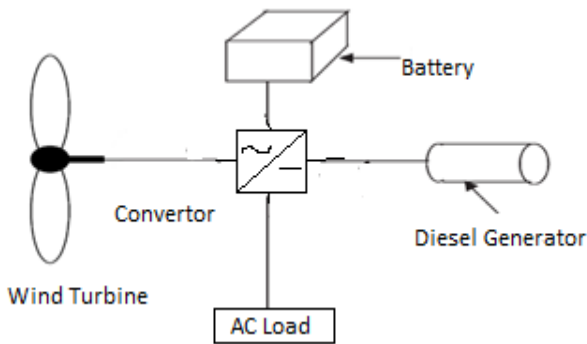 Battery
Convertor
Diesel Generator
Wind Turbine
AC Load